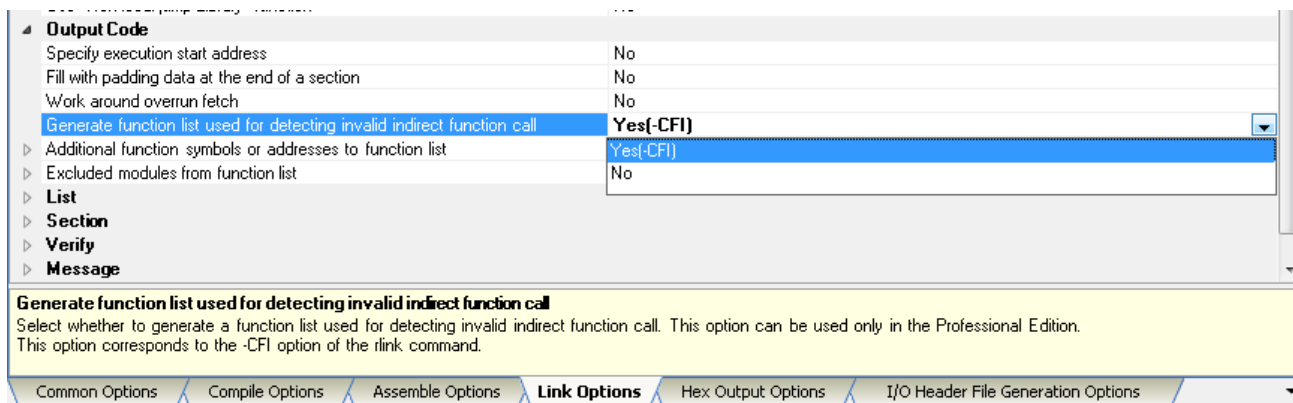 Output Code
Specify execution start address No
Fill with padding data at the end of a section No
Work around overrun fetch No
Generate function list used for detecting invalid indirect function call Yes(-CFI)
Additional function symbols or addresses to function list Yes(-CFI)
Excluded modules from function list No
List
Section
Verify
Message
Generate function list used for detecting invalid indirect function call
Select whether to generate a function list used for detecting invalid indirect function call. This option can be used only in the Professional Edition.
This option corresponds to the -CFI option of the rlink command.
Common Options Compile Options Assemble Options Link Options Hex Output Options I/O Header File Generation Options